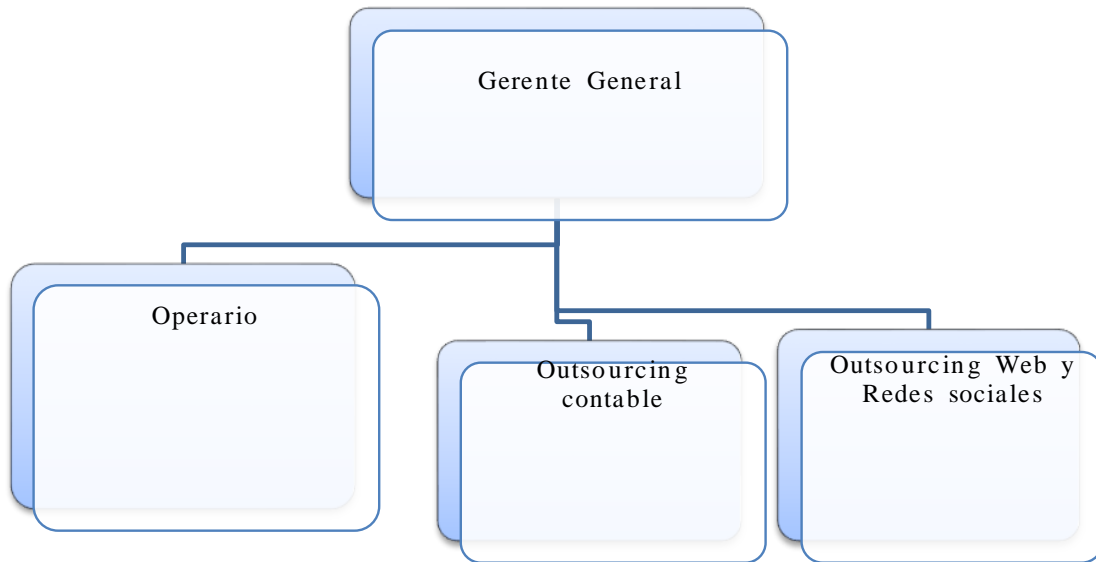 Gerente General
Operario
Outsourcing
contable
Outsourcing Web y
Redes sociales